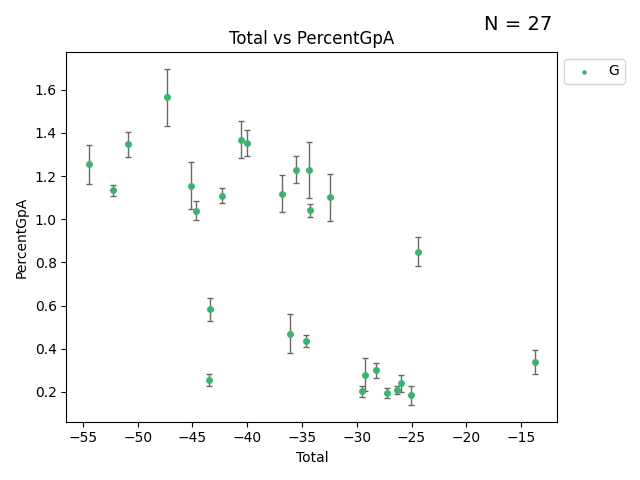 N = 27
Total vs PercentGpA
G
PercentGpA
1.6
1.4
1.2
1.0
0.8
0.6
0.4
0.2
−55 −50 −45 −40 −35 −30 −25 −20 −15
Total